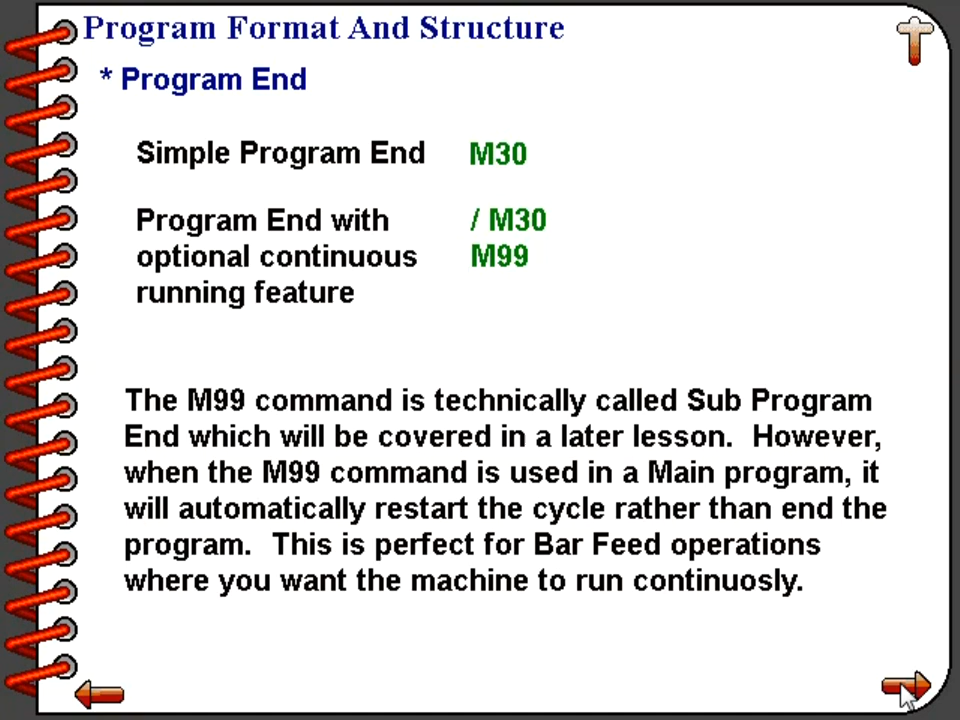 Program Format And Structure
* Program End
Simple Program End M30
Program End with / M30
optional continuous M99
running feature
The M99 command is technically called Sub Program
End which will be covered in a later lesson. However,
when the M99 command is used in a Main program, it
will automatically restart the cycle rather than end the
program. This is perfect for Bar Feed operations
where you want the machine to run continuosly.